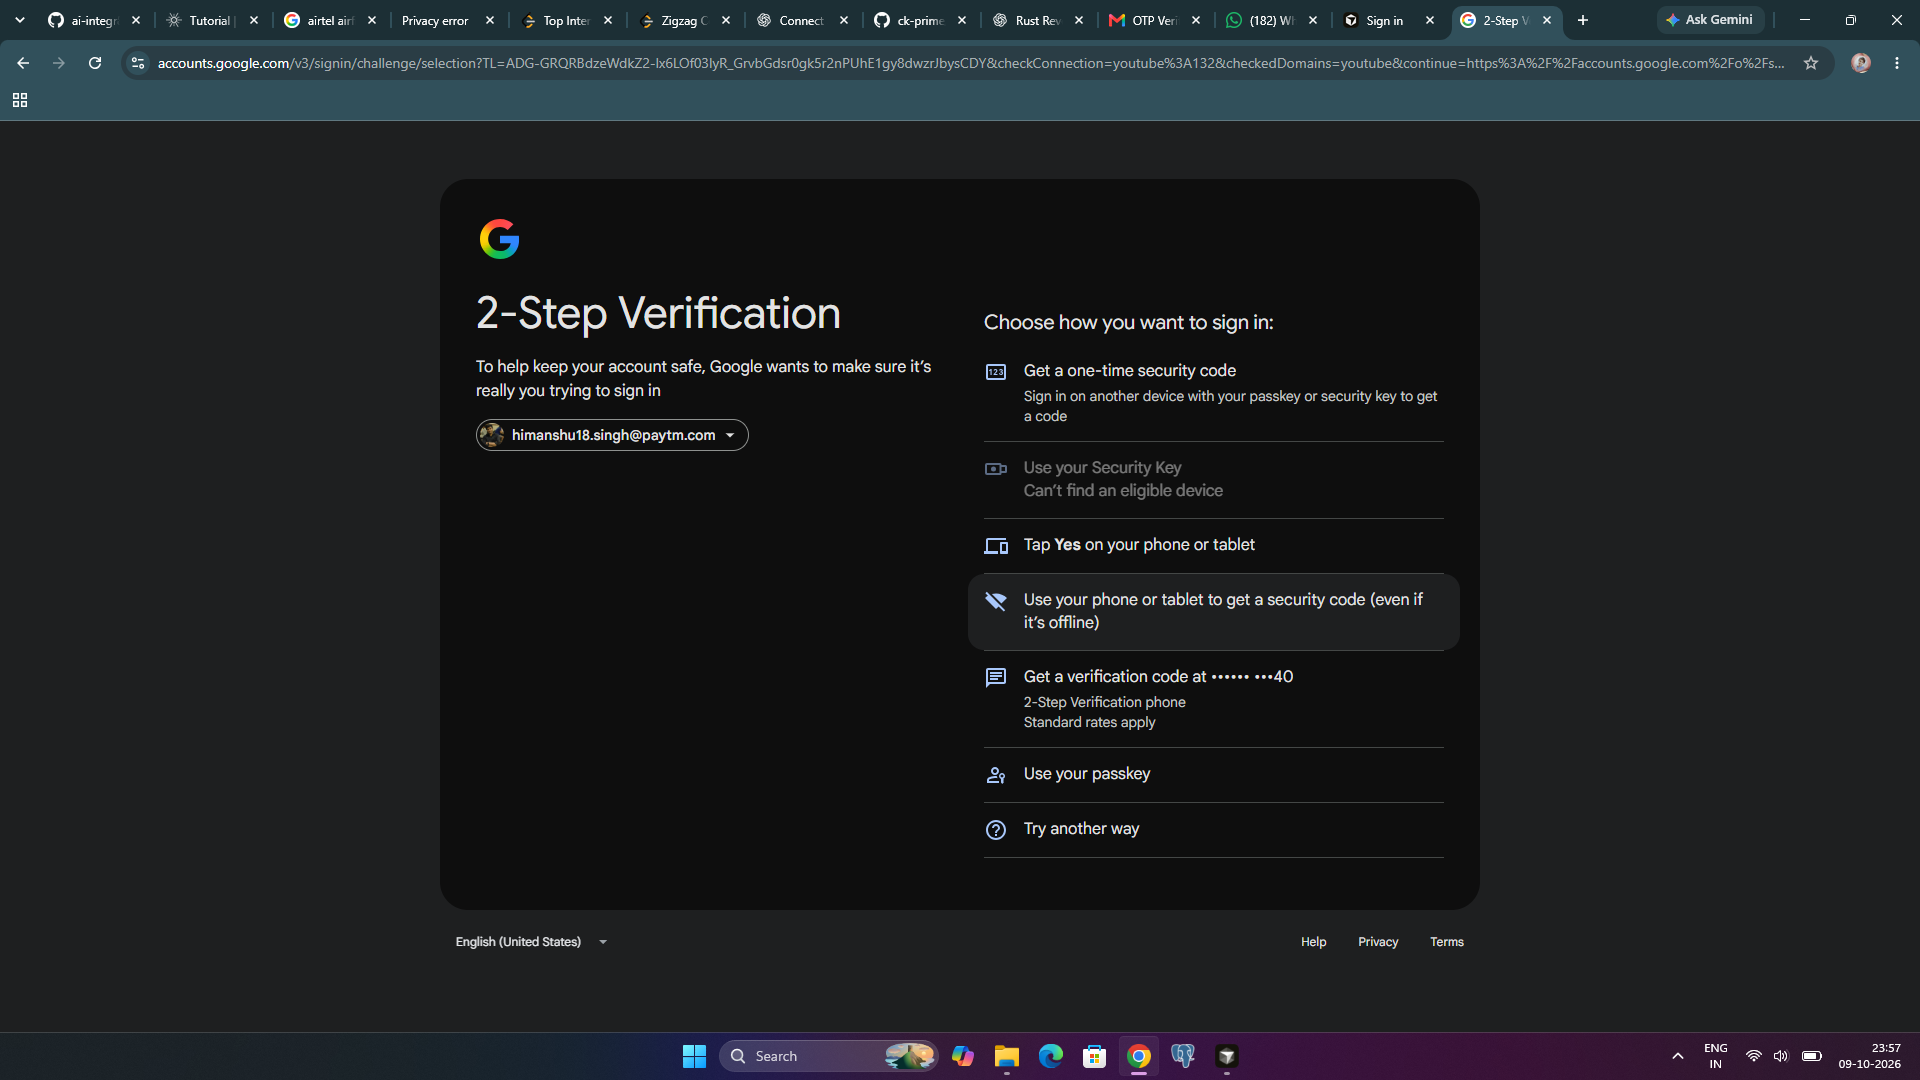 ai-integr
Tutorial
airtel airf
Privacy error
Top Inter
Zigzag C
Connect
ck-prime
Rust Rev
OTP Veri
(182) Wh
Sign in
2-Step V
Ask Gemini
accounts.google.com/v3/signin/challenge/selection?TL=ADG-GRQRBdzeWdkZ2-Ix6LOf03IyR_GrvbGdsr0gk5r2nPUhE1gy8dwzrJbysCDY&checkConnection=youtube%3A132&checkedDomains=youtube&continue=https%3A%2F%2Faccounts.google.com%2Fo%2Fs...
2-Step Verification
To help keep your account safe, Google wants to make sure it's
really you trying to sign in
himanshu18.singh@paytm.com
Choose how you want to sign in:
123
Get a one-time security code
Sign in on another device with your passkey or security key to get
a code
Use your Security Key
Can't find an eligible device
Tap Yes on your phone or tablet
Use your phone or tablet to get a security code (even if
it's offline)
Get a verification code at •••••• •••40
2-Step Verification phone
Standard rates apply
Use your passkey
Try another way
English (United States)
Help
Privacy
Terms
Search
ENG
IN
23:57
09-10-2026